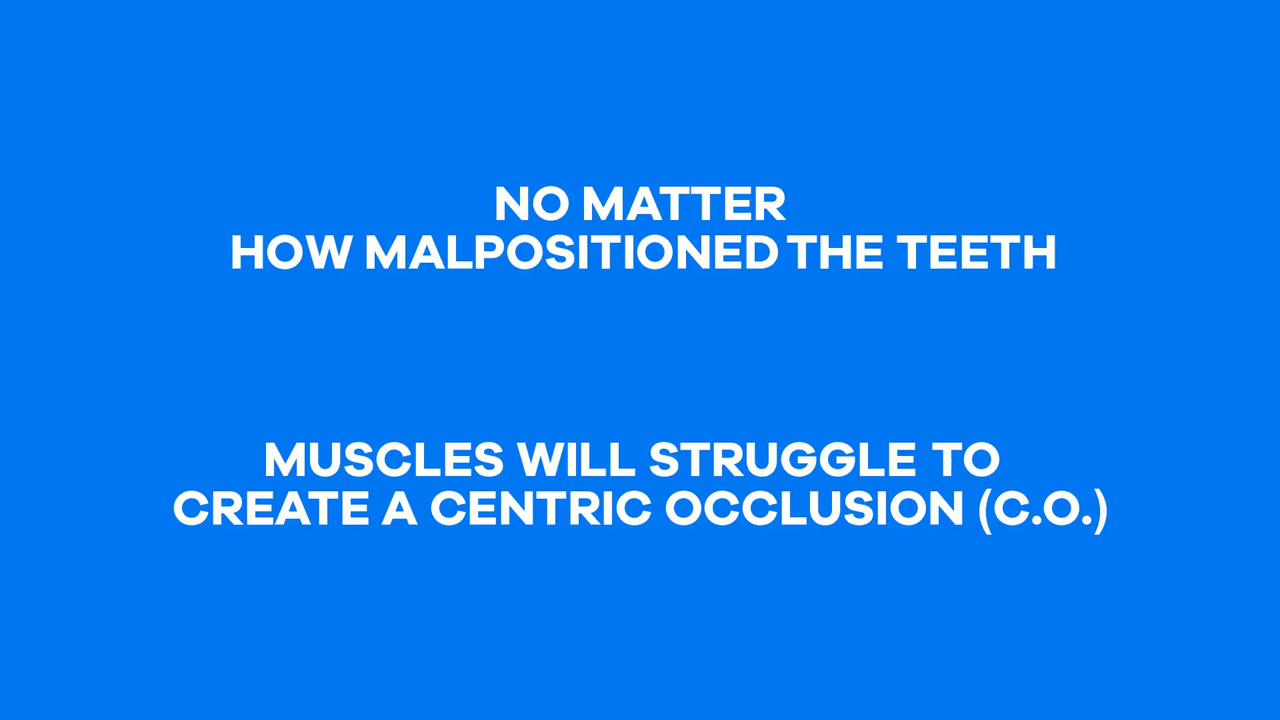 NO MATTER
HOW MALPOSITIONED THE TEETH
MUSCLES WILL STRUGGLE TO
CREATE A CENTRIC OCCLUSION (C.O.)